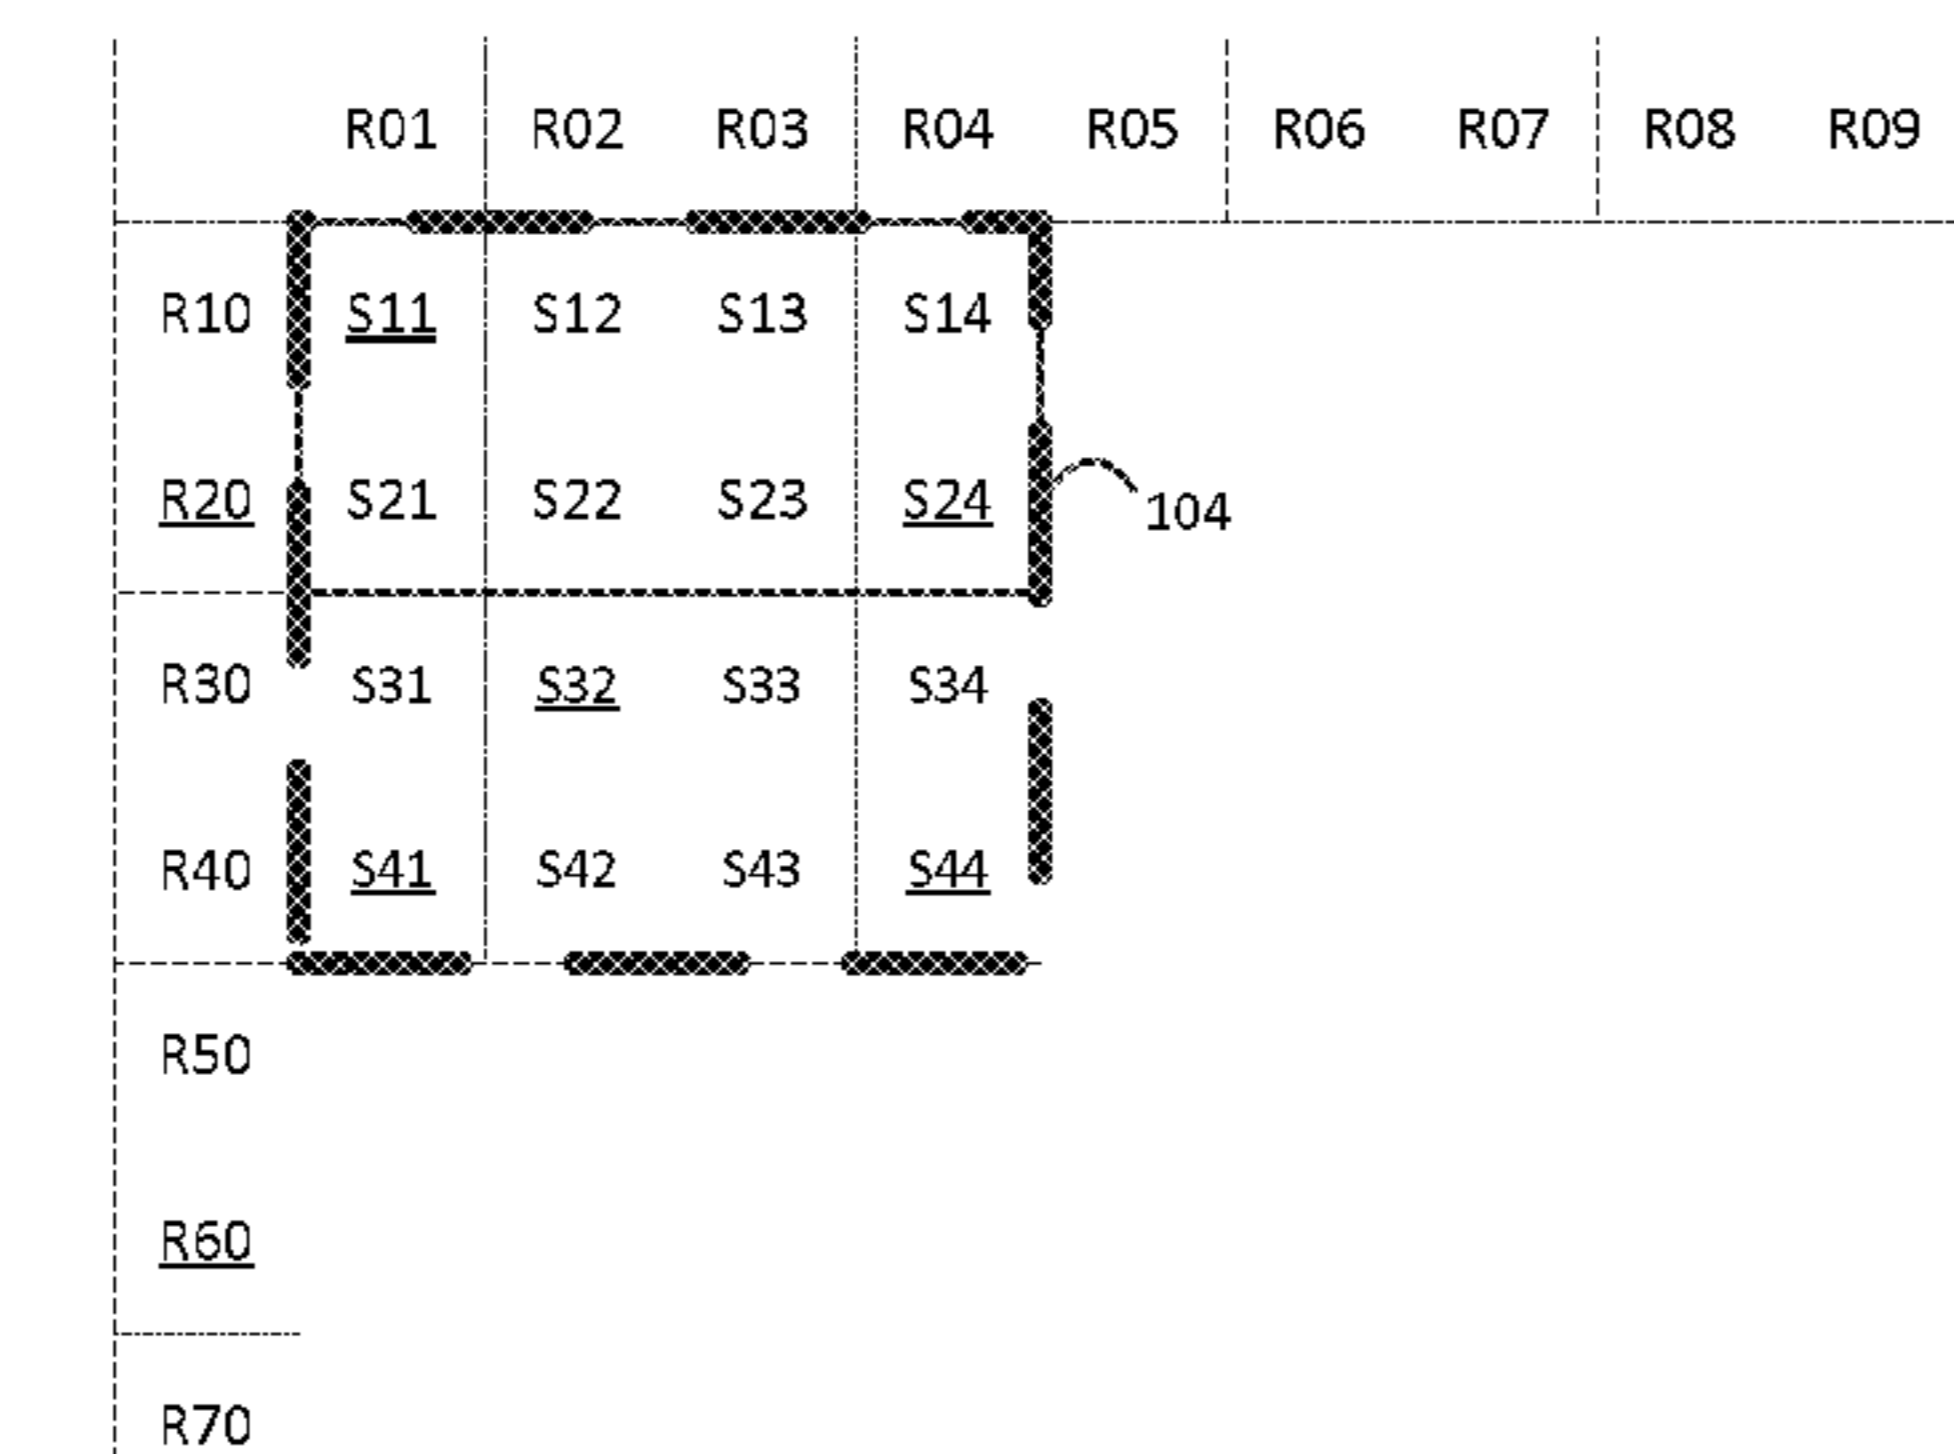 R01 R02 R03 R04 R05 R06 R07 R08 R09
R10 S11 S12 S13 S14
R20 S21 S22 S23 S24 104
R30 S31 S32 S33 S34
R40 S41 S42 S43 S44
R50
R60
R70